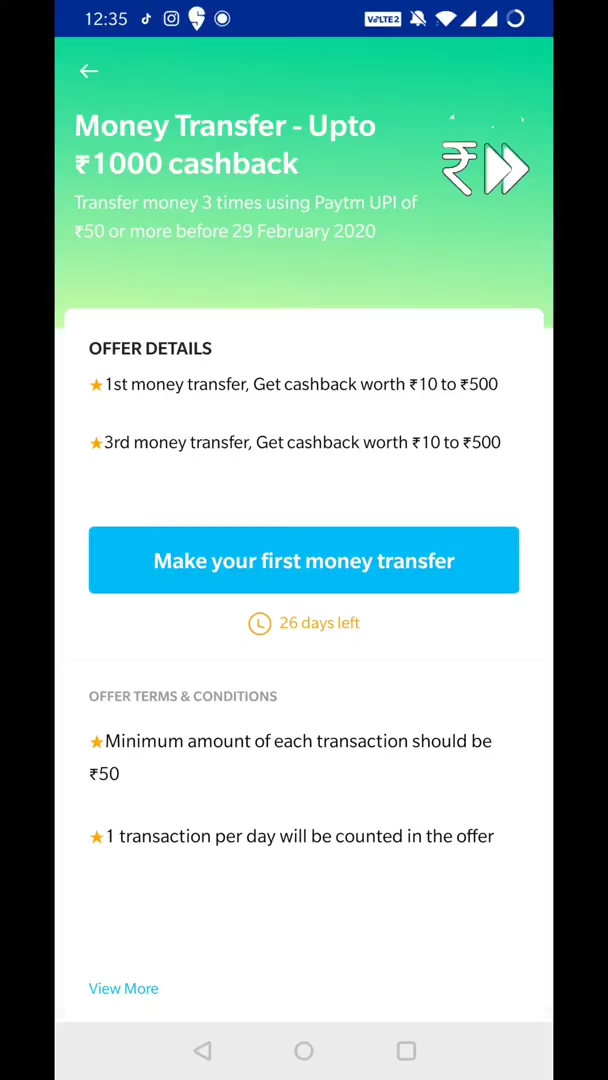 12:35 VoLTE2
Money Transfer - Upto
₹1000 cashback
Transfer money 3 times using Paytm UPI of
₹50 or more before 29 February 2020
₹
OFFER DETAILS
★1st money transfer, Get cashback worth ₹10 to ₹500
★3rd money transfer, Get cashback worth ₹10 to ₹500
Make your first money transfer
26 days left
OFFER TERMS & CONDITIONS
★Minimum amount of each transaction should be
₹50
★1 transaction per day will be counted in the offer
View More